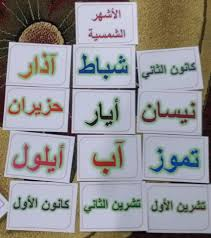 الأشهر
الشمسية
كانون الثاني
شباط
آذار
نيسان
أيار
حزيران
تموز
آب
أيلول
تشرين الأول
تشرين الثاني
كانون الأول